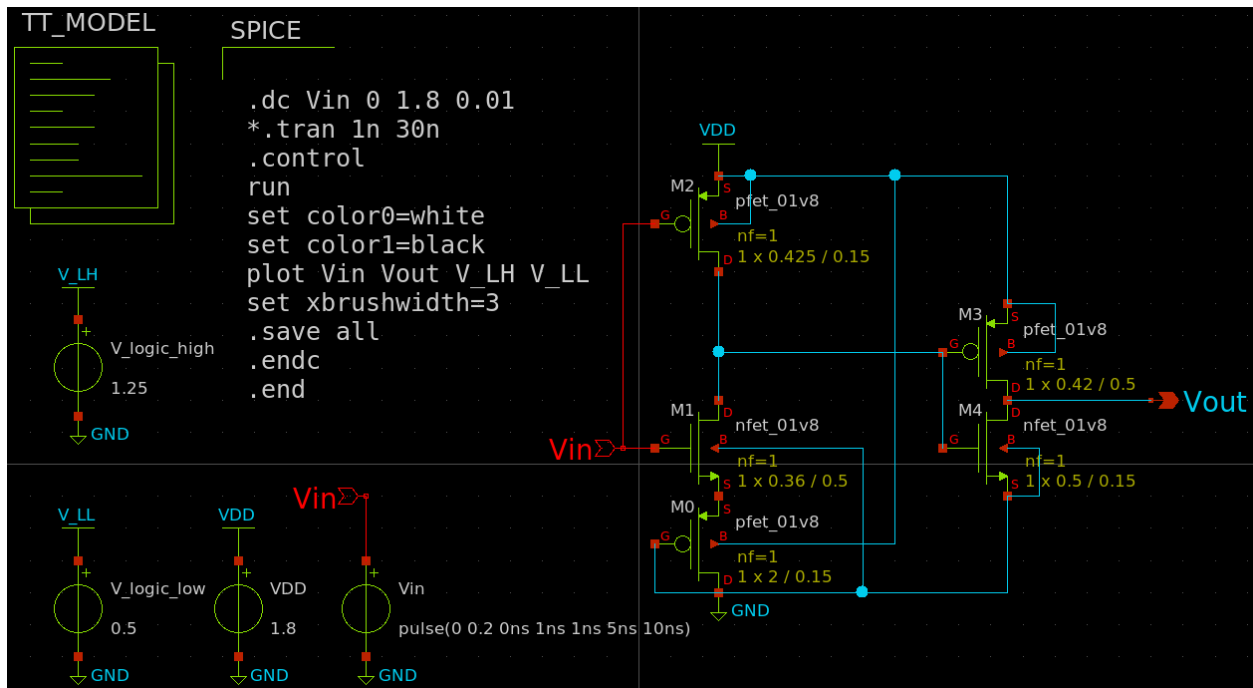 TT_MODEL
SPICE
.dc Vin 0 1.8 0.01
*.tran 1n 30n
.control
run
set color0=white
set color1=black
plot Vin Vout V_LH V_LL
set xbrushwidth=3
.save all
.endc
.end
V_LH
+
V_logic_high
1.25
GND
V_LL
+
V_logic_low
0.5
GND
VDD
+
VDD
1.8
GND
Vin
+
Vin
pulse(0 0.2 0ns 1ns 1ns 5ns 10ns)
GND
VDD
M2
S
pfet_01v8
G
B
nf=1
D
1 x 0.425 / 0.15
Vin
M1
D
nfet_01v8
G
B
nf=1
S
1 x 0.36 / 0.5
M0
S
pfet_01v8
G
B
nf=1
D
1 x 2 / 0.15
GND
M3
S
pfet_01v8
G
B
nf=1
D
1 x 0.42 / 0.5
Vout
M4
D
nfet_01v8
G
B
nf=1
S
1 x 0.5 / 0.15